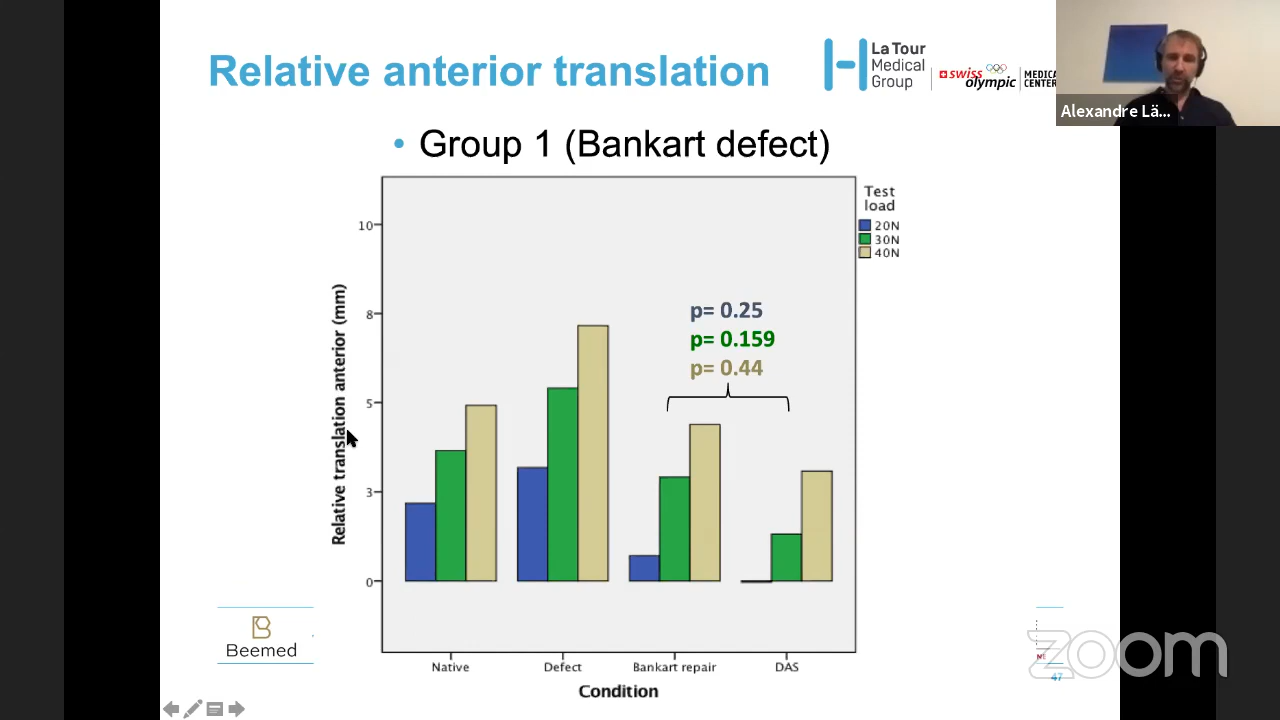 Relative anterior translation
La Tour
Medical
Group
swiss
olympic
MEDICA
CENTER
Alexandre Lä...
• Group 1 (Bankart defect)
Test
load
20N
30N
40N
10
8
5
3
0
Relative translation anterior (mm)
p= 0.25
p= 0.159
p= 0.44
Native
Defect
Bankart repair
DAS
Condition
Beemed
zoom
47